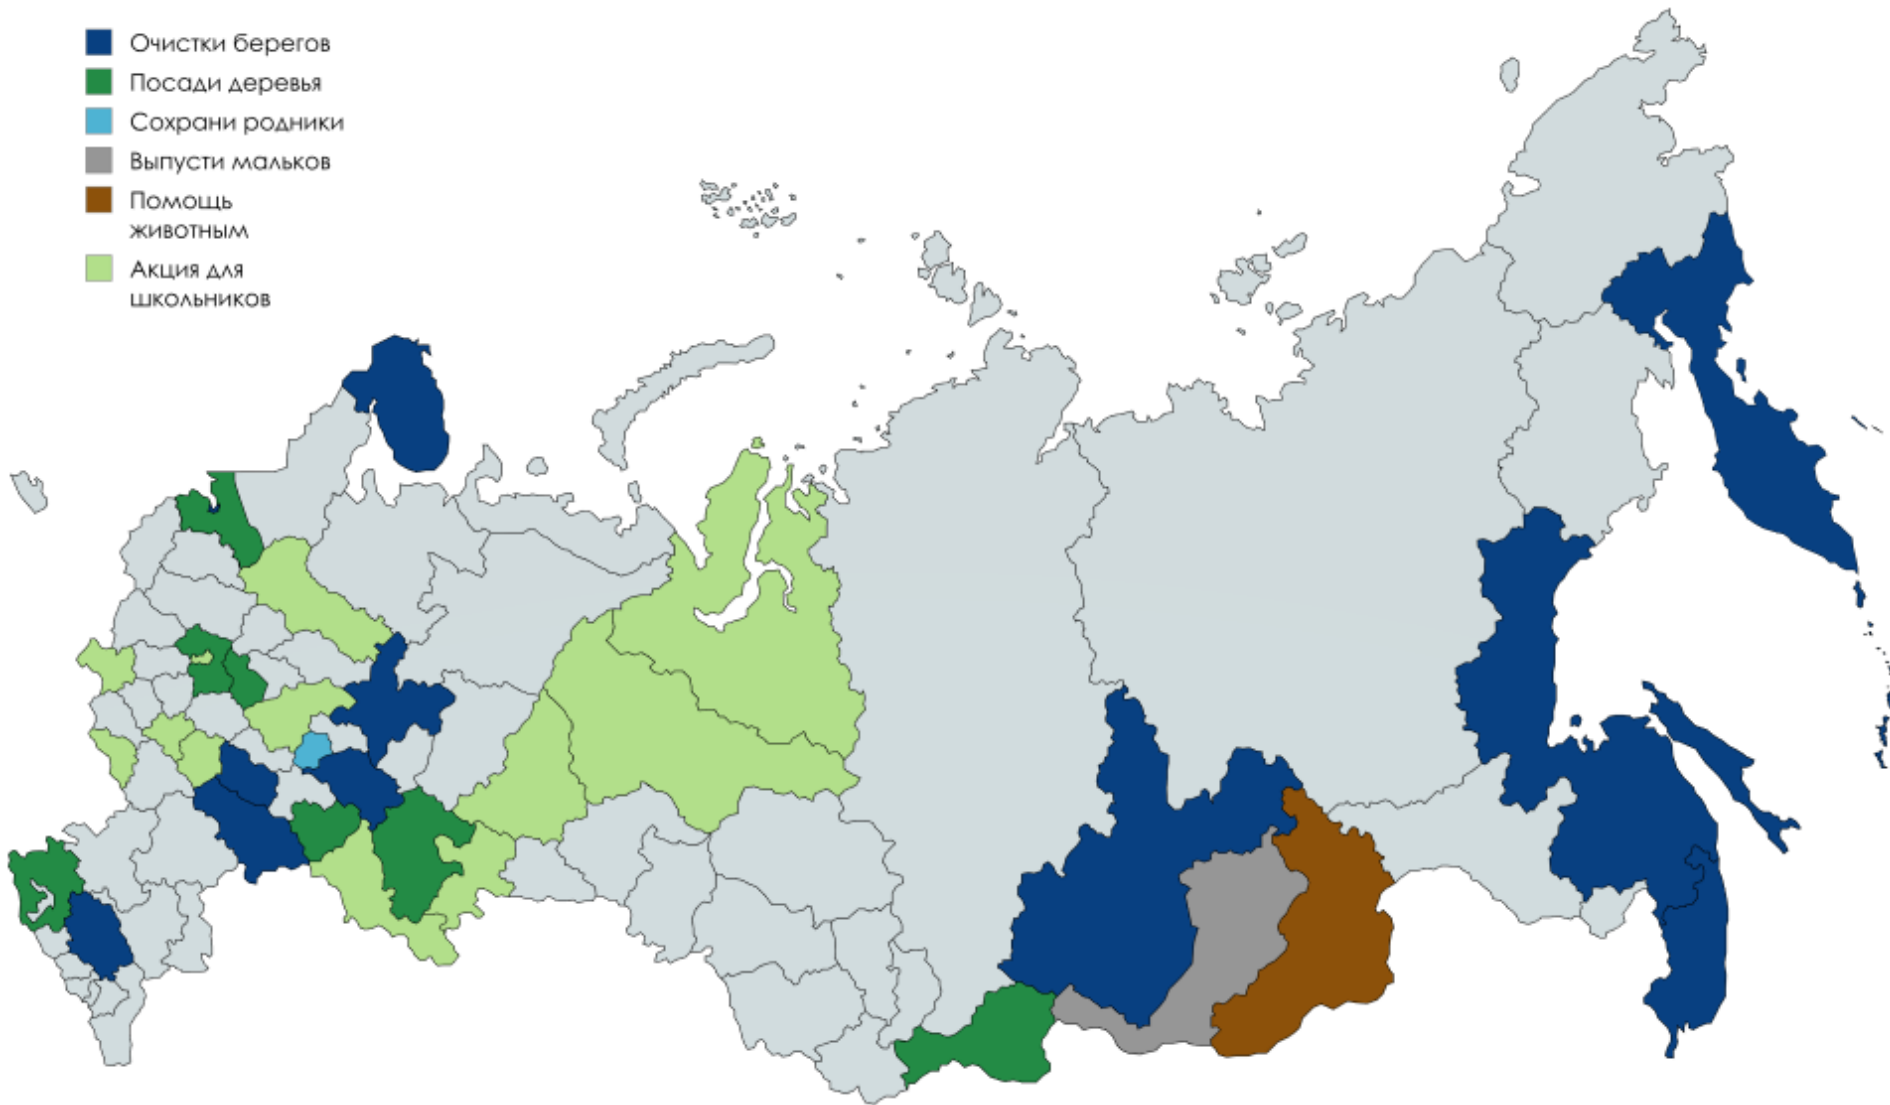 Очистки берегов
Посади деревья
Сохрани родники
Выпусти мальков
Помощь
животным
Акция для
школьников